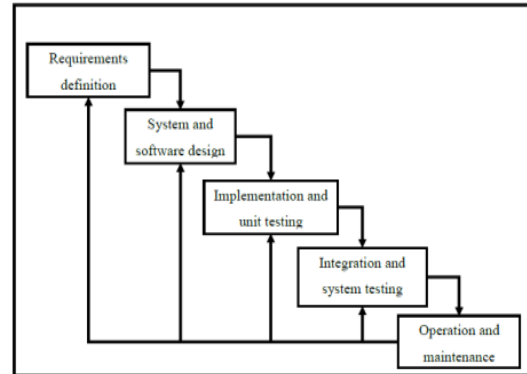 Requirements
definition
System and
software design
Implementation and
unit testing
Integration and
system testing
Operation and
maintenance